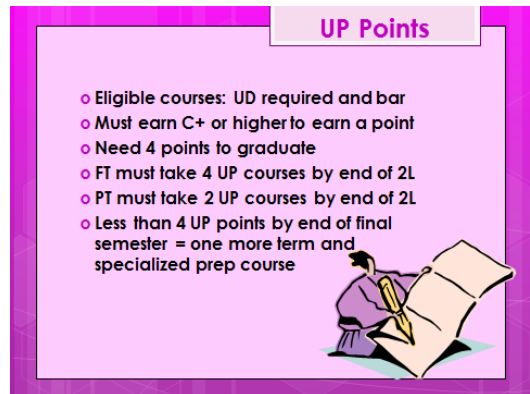 UP Points
Eligible courses: UD required and bar
Must earn C+ or higher to earn a point
Need 4 points to graduate
FT must take 4 UP courses by end of 2L
PT must take 2 UP courses by end of 2L
Less than 4 UP points by end of final
semester = one more term and
specialized prep course